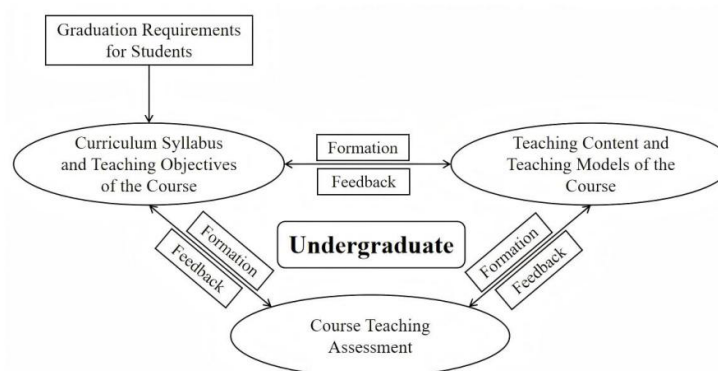 Graduation Requirements
for Students
Curriculum Syllabus
and Teaching Objectives
of the Course
Formation
Feedback
Teaching Content and
Teaching Models of the
Course
Formation
Feedback
Undergraduate
Formation
Feedback
Course Teaching
Assessment